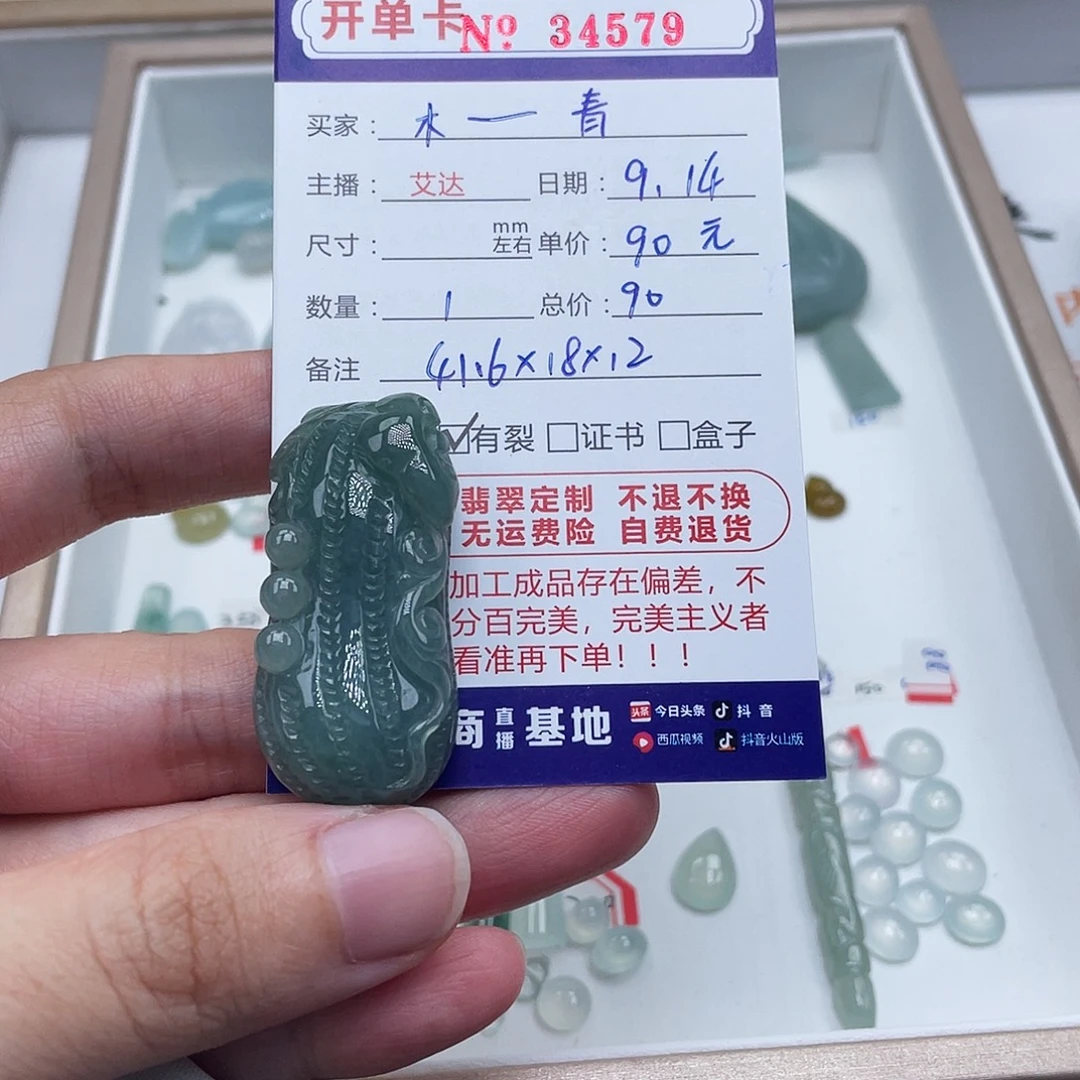 开单卡 Nº 34579
买家： 木一青
主播： 艾达 日期： 9.14
尺寸： mm左右 单价： 90元
数量： 1 总价： 90
备注 41.6×18×12
☑有裂 □证书 □盒子
翡翠定制 不退不换
无运费险 自费退货
加工成品存在偏差，不
分百完美，完美主义者
看准再下单！！！
商直播基地 头条 今日头条 抖音
西瓜视频 抖音火山版